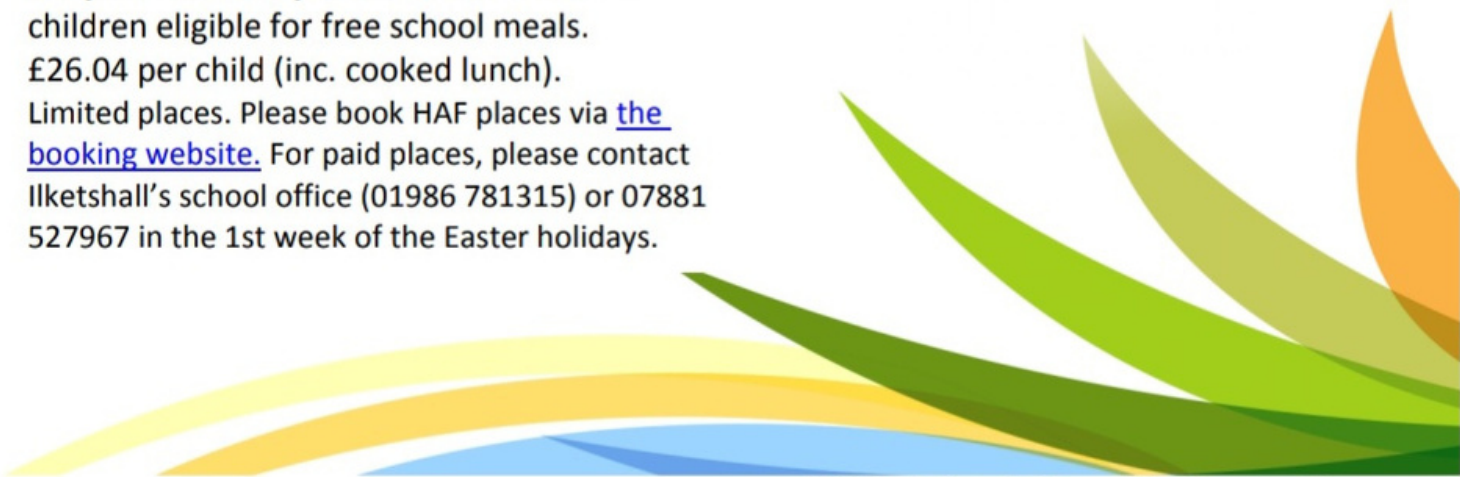 children eligible for free school meals.
£26.04 per child (inc. cooked lunch).
Limited places. Please book HAF places via the
booking website. For paid places, please contact
Ilketshall’s school office (01986 781315) or 07881
527967 in the 1st week of the Easter holidays.